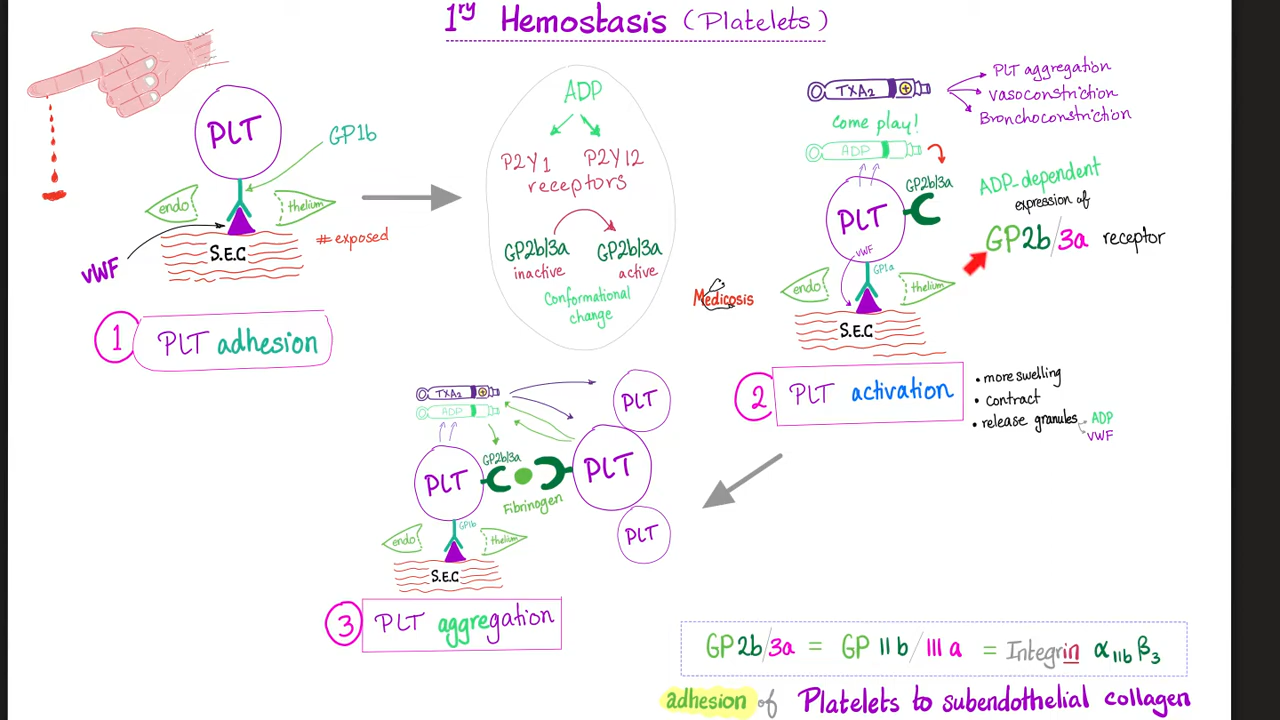 1ry Hemostasis (Platelets)
PLT
GP1b
endo
thelium
# exposed
S.E.C
vWF
1 PLT adhesion
ADP
P2Y1 P2Y12
receptors
GP2b/3a GP2b/3a
inactive active
Conformational
change
TXA2 +
PLT aggregation
Vasoconstriction
Bronchoconstriction
come play!
ADP
GP2b/3a
PLT
vWF
GP1a
endo
thelium
S.E.C
ADP-dependent
expression of
GP2b/3a receptor
Medicosis
2 PLT activation
• more swelling
• contract
• release granules
ADP
vWF
TXA2 +
ADP
PLT
GP2b/3a
PLT
PLT
Fibrinogen
PLT
GP1b
endo
thelium
S.E.C
3 PLT aggregation
GP2b/3a = GP IIb/IIIa = Integrin αIIb β3
adhesion of Platelets to subendothelial collagen